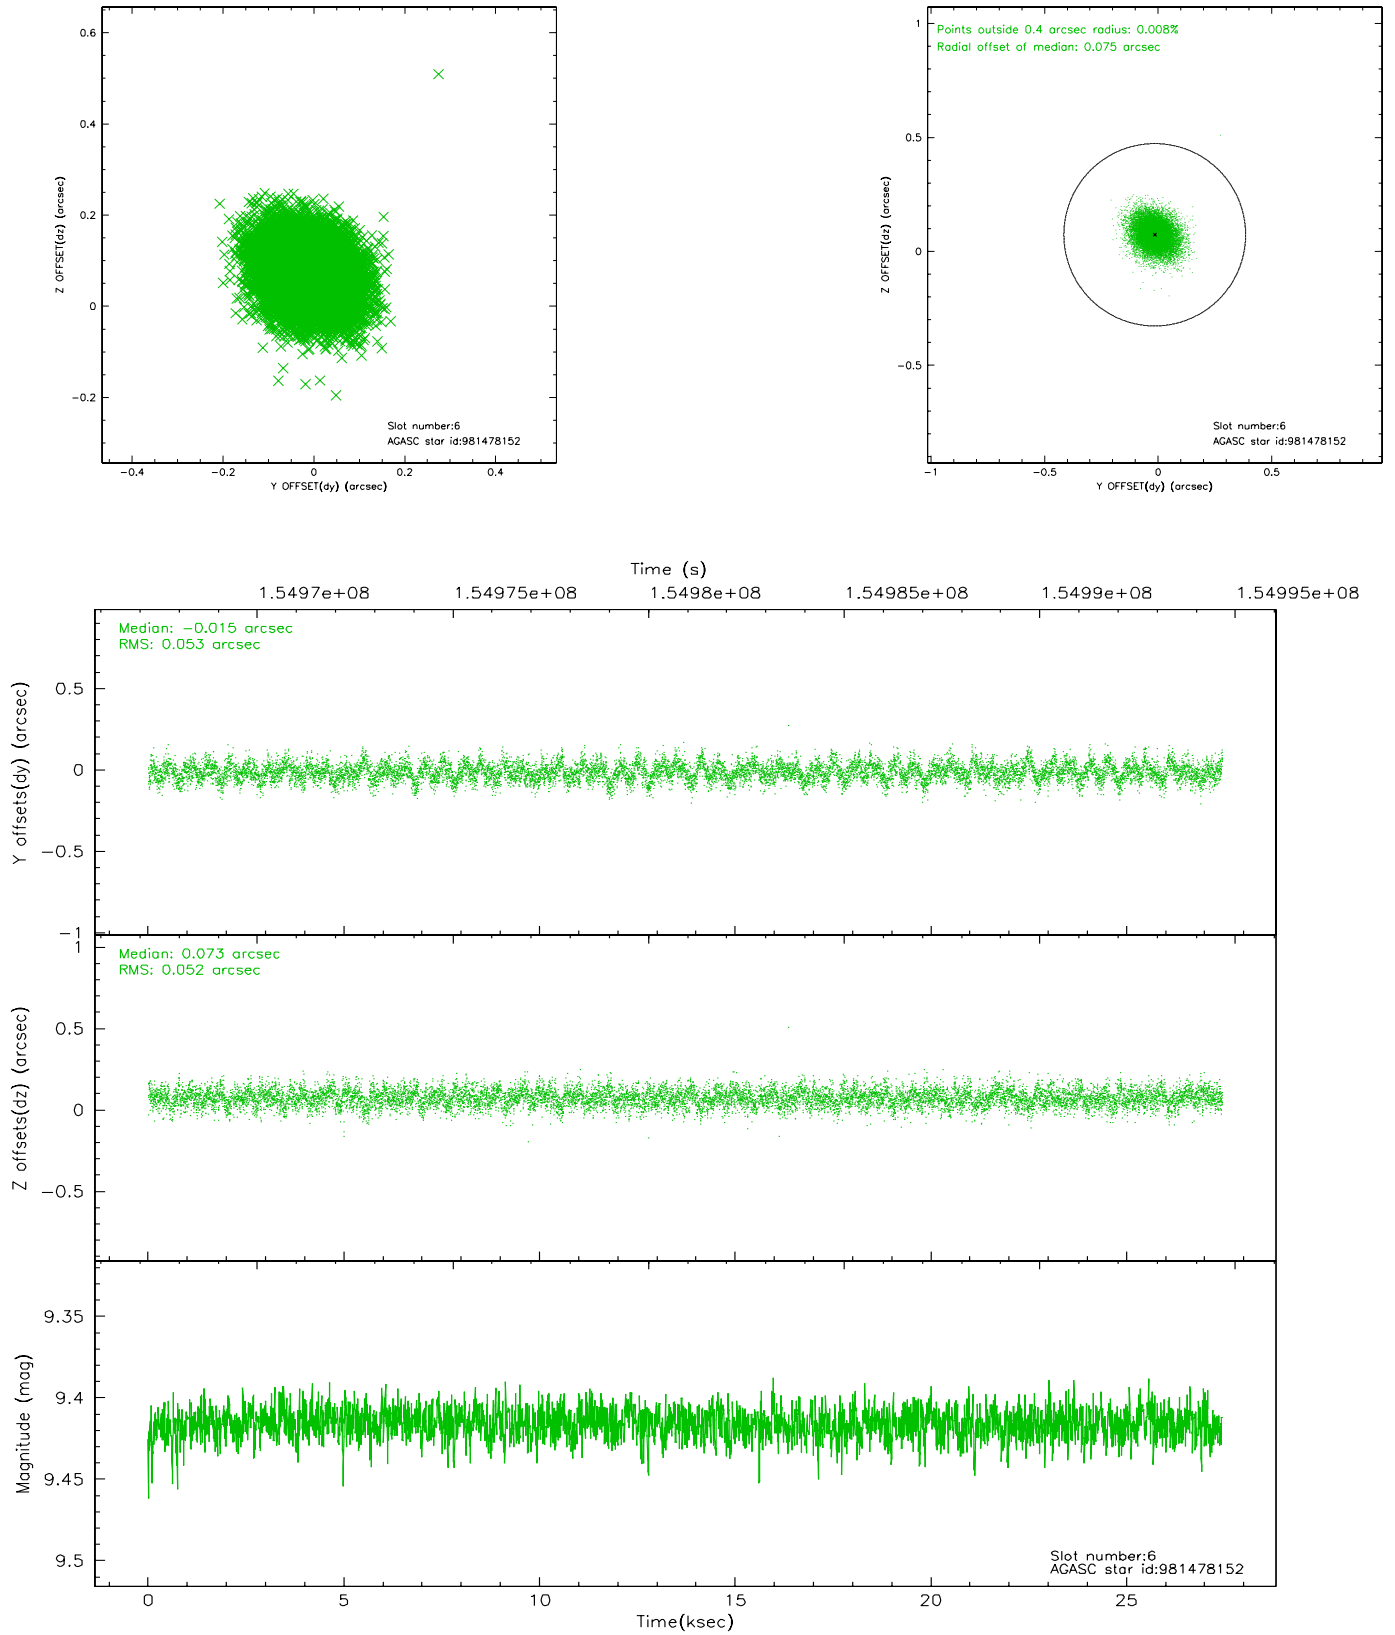 0.6
0.4
0.2
0
−0.2
Z OFFSET(dz) (arcsec)
Slot number:6
AGASC star id:981478152
−0.4 −0.2 0 0.2 0.4
Y OFFSET(dy) (arcsec)
Points outside 0.4 arcsec radius: 0.008%
Radial offset of median: 0.075 arcsec
1
0.5
0
−0.5
Z OFFSET(dz) (arcsec)
Slot number:6
AGASC star id:981478152
−1 −0.5 0 0.5
Y OFFSET(dy) (arcsec)
Time (s)
1.5497e+08 1.54975e+08 1.5498e+08 1.54985e+08 1.5499e+08 1.54995e+08
Median: −0.015 arcsec
RMS: 0.053 arcsec
0.5
0
−0.5
−1
Y offsets(dy) (arcsec)
Median: 0.073 arcsec
RMS: 0.052 arcsec
1
0.5
0
−0.5
Z offsets(dz) (arcsec)
9.35
9.4
9.45
9.5
Magnitude (mag)
Slot number:6
AGASC star id:981478152
0 5 10 15 20 25
Time(ksec)